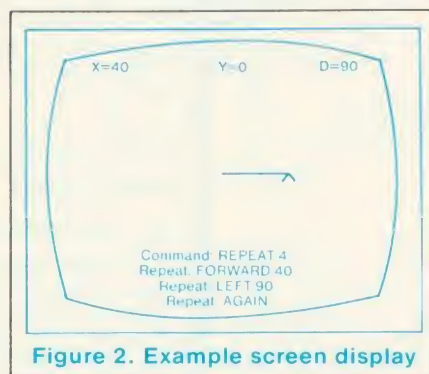 X=40 Y=0 D=90
Command: REPEAT 4
Repeat: FORWARD 40
Repeat: LEFT 90
Repeat: AGAIN
Figure 2. Example screen display